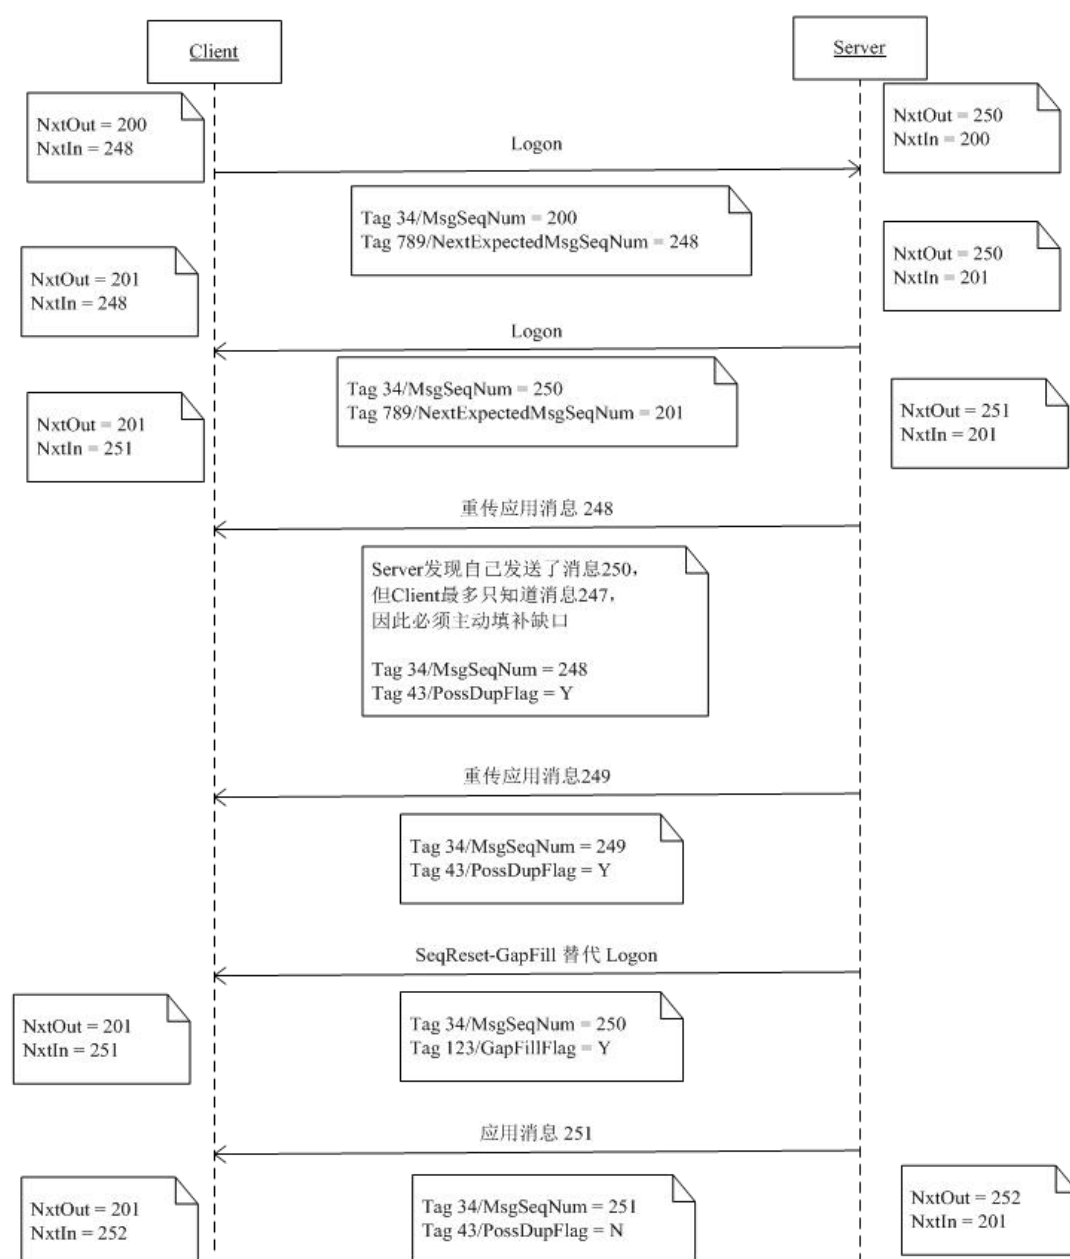 Client
Server
NxtOut = 200
NxtIn = 248
NxtOut = 250
NxtIn = 200
Logon
Tag 34/MsgSeqNum = 200
Tag 789/NextExpectedMsgSeqNum = 248
NxtOut = 201
NxtIn = 248
NxtOut = 250
NxtIn = 201
Logon
Tag 34/MsgSeqNum = 250
Tag 789/NextExpectedMsgSeqNum = 201
NxtOut = 201
NxtIn = 251
NxtOut = 251
NxtIn = 201
重传应用消息 248
Server发现自己发送了消息250，
但Client最多只知道消息247，
因此必须主动填补缺口
Tag 34/MsgSeqNum = 248
Tag 43/PossDupFlag = Y
重传应用消息249
Tag 34/MsgSeqNum = 249
Tag 43/PossDupFlag = Y
SeqReset-GapFill 替代 Logon
NxtOut = 201
NxtIn = 251
Tag 34/MsgSeqNum = 250
Tag 123/GapFillFlag = Y
应用消息 251
NxtOut = 201
NxtIn = 252
Tag 34/MsgSeqNum = 251
Tag 43/PossDupFlag = N
NxtOut = 252
NxtIn = 201